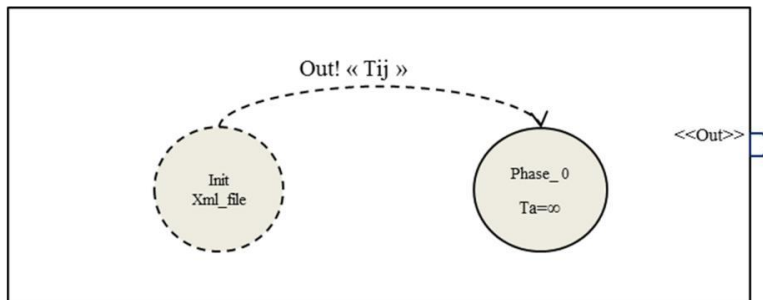 Out! « Tij »
<<Out>>
Init
Xml_file
Phase_ 0
Ta=∞